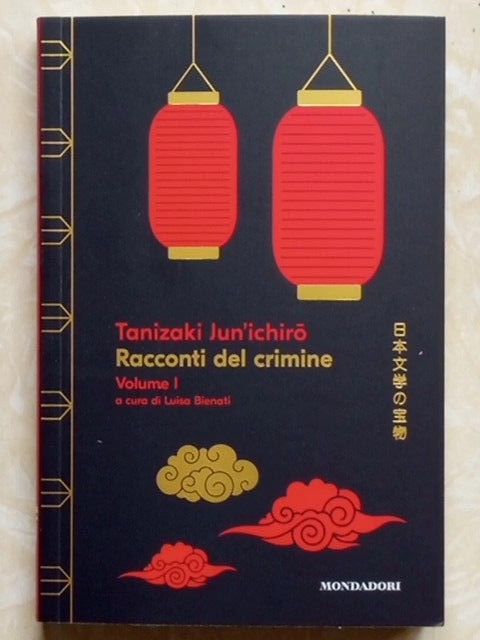 Tanizaki Jun'ichirō
Racconti del crimine
Volume I
a cura di Luisa Bienati
日本文学の宝物
MONDADORI